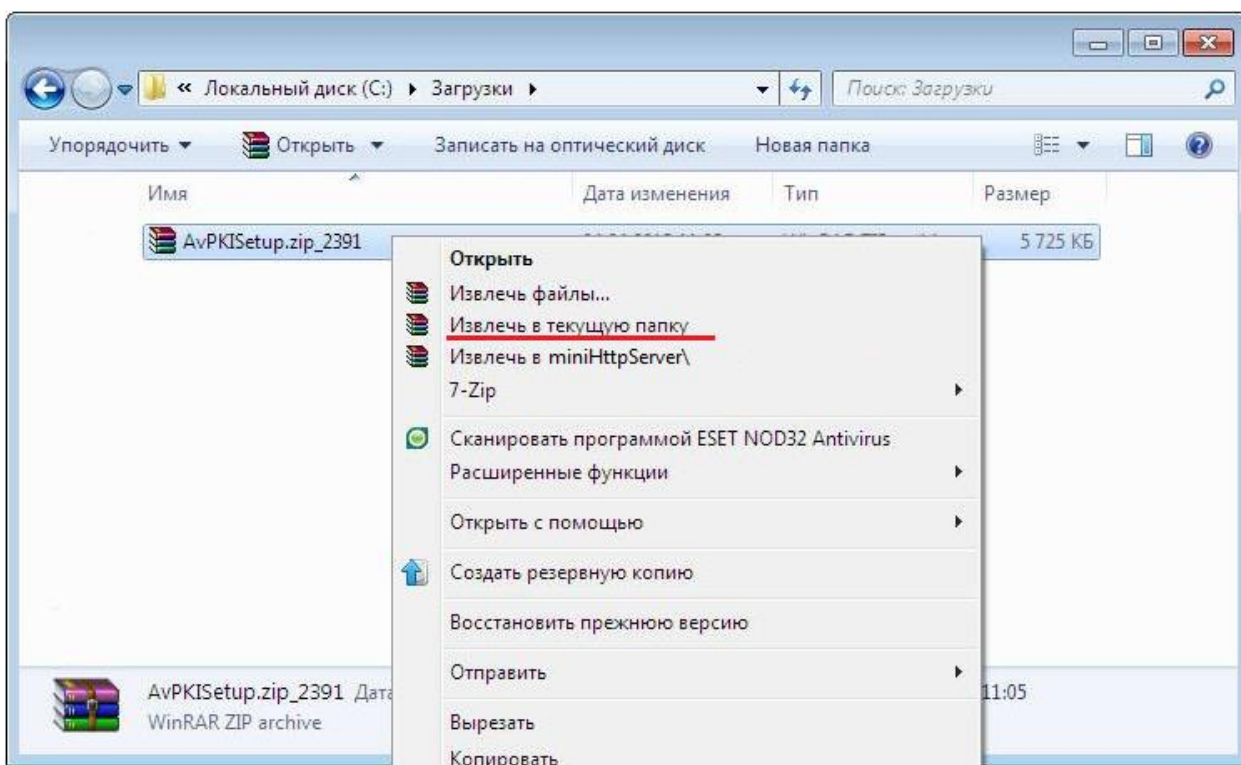 « Локальный диск (C:) Загрузки
Поиск: Загрузки
Упорядочить Открыть Записать на оптический диск Новая папка
Имя Дата изменения Тип Размер
AvPKISetup.zip_2391 5 725 КБ
Открыть
Извлечь файлы...
Извлечь в текущую папку
Извлечь в miniHttpServer\
7-Zip
Сканировать программой ESET NOD32 Antivirus
Расширенные функции
Открыть с помощью
Создать резервную копию
Восстановить прежнюю версию
Отправить
AvPKISetup.zip_2391 Дата 11:05
WinRAR ZIP archive
Вырезать
Копировать